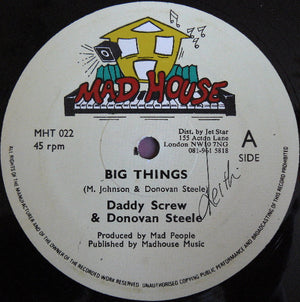 MAD HOUSE
MHT 022
45 rpm
Dist. by Jet Star
155 Acton Lane
London NW10 7NG
081-961 5818
A
SIDE
BIG THINGS
(M. Johnson & Donovan Steele)
Daddy Screw
& Donovan Steele
Keith
Produced by Mad People
Published by Madhouse Music
ALL RIGHTS OF THE MANUFACTURER AND OF THE OWNER OF THE RECORDED WORK RESERVED UNAUTHORISED COPYING PUBLIC PERFORMANCE AND BROADCASTING OF THIS RECORD PROHIBITED